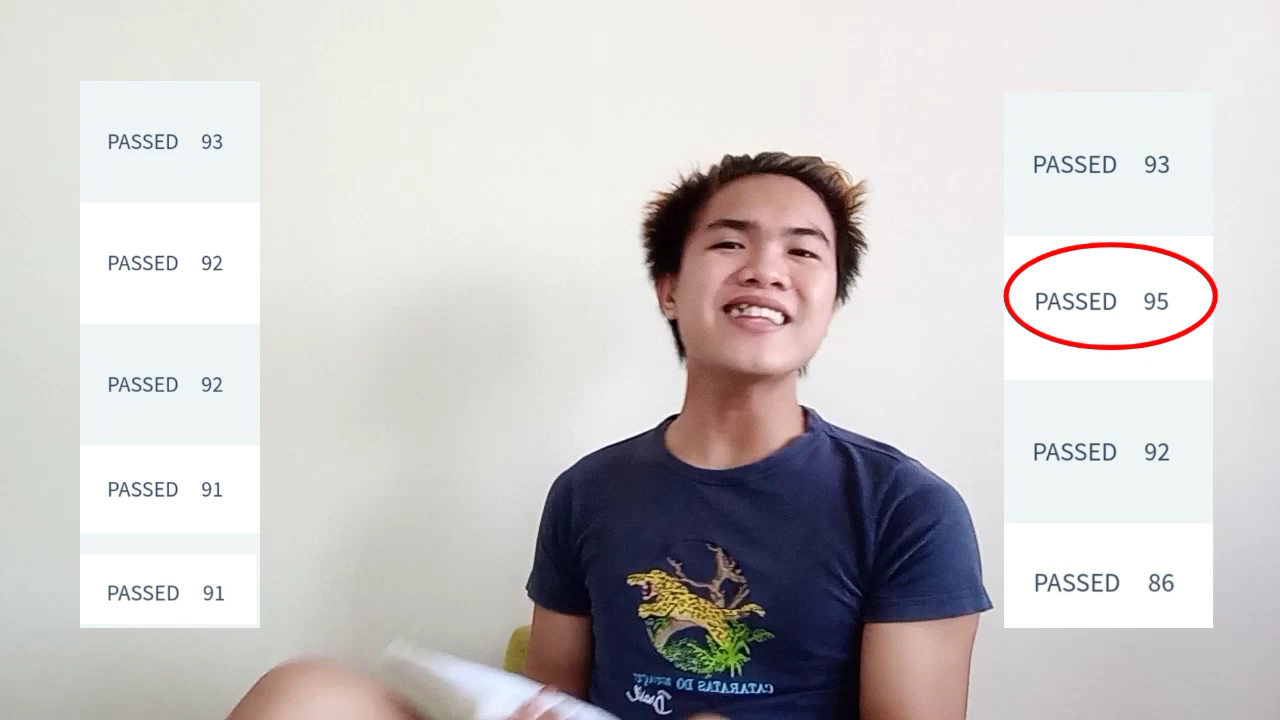 PASSED 93
PASSED 92
PASSED 92
PASSED 91
PASSED 91
PASSED 93
PASSED 95
PASSED 92
PASSED 86
CATARATAS DO IGUAÇU
Brasil